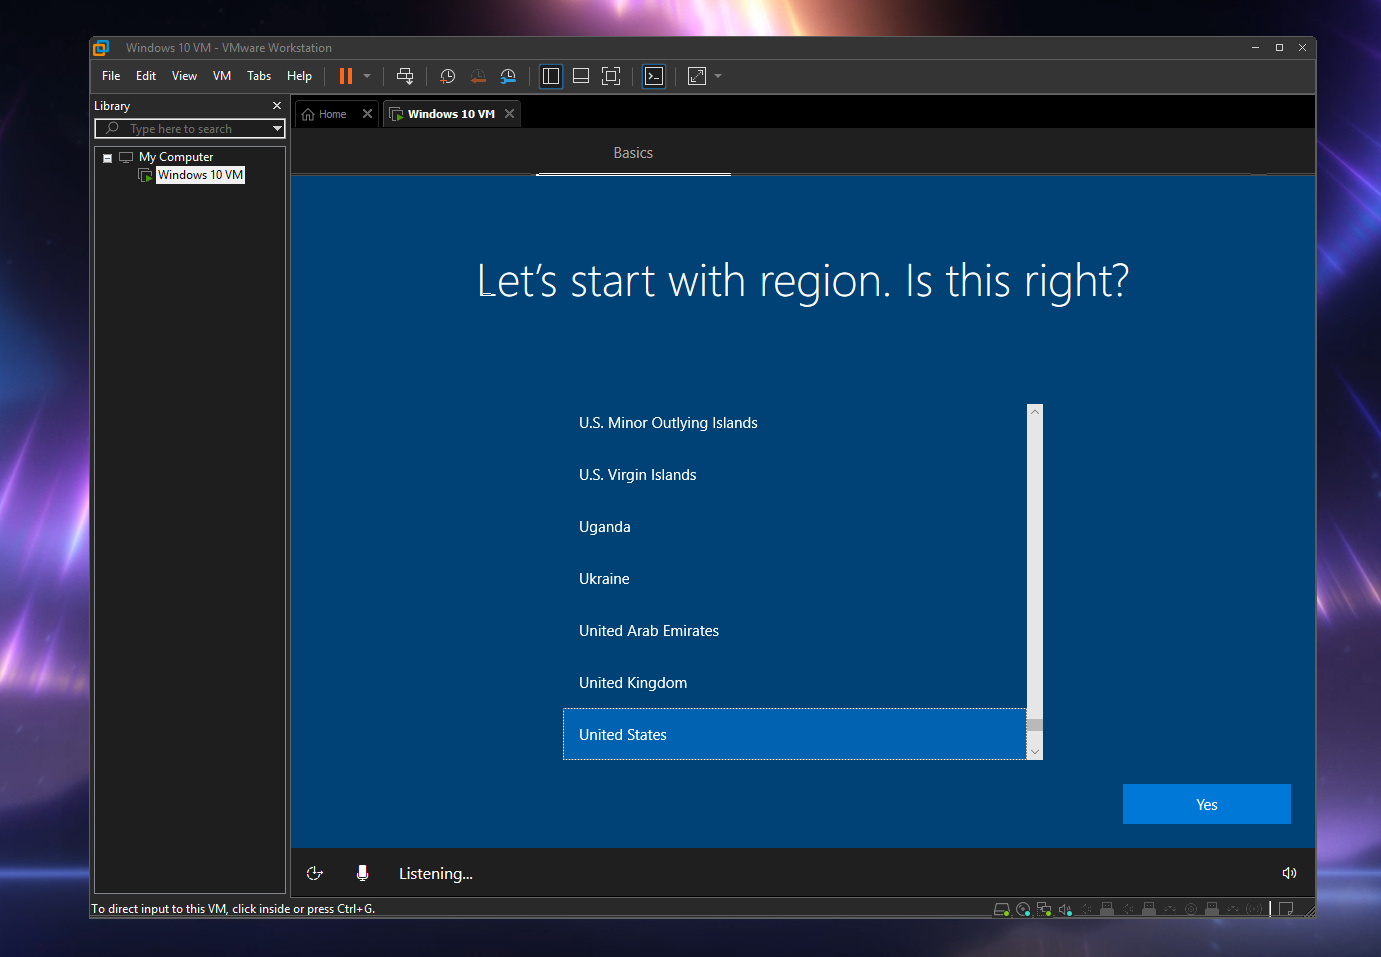 Windows 10 VM - VMware Workstation
File Edit View VM Tabs Help
Library
Type here to search
My Computer
Windows 10 VM
Home
Windows 10 VM
Basics
Let's start with region. Is this right?
U.S. Minor Outlying Islands
U.S. Virgin Islands
Uganda
Ukraine
United Arab Emirates
United Kingdom
United States
Yes
Listening...
To direct input to this VM, click inside or press Ctrl+G.